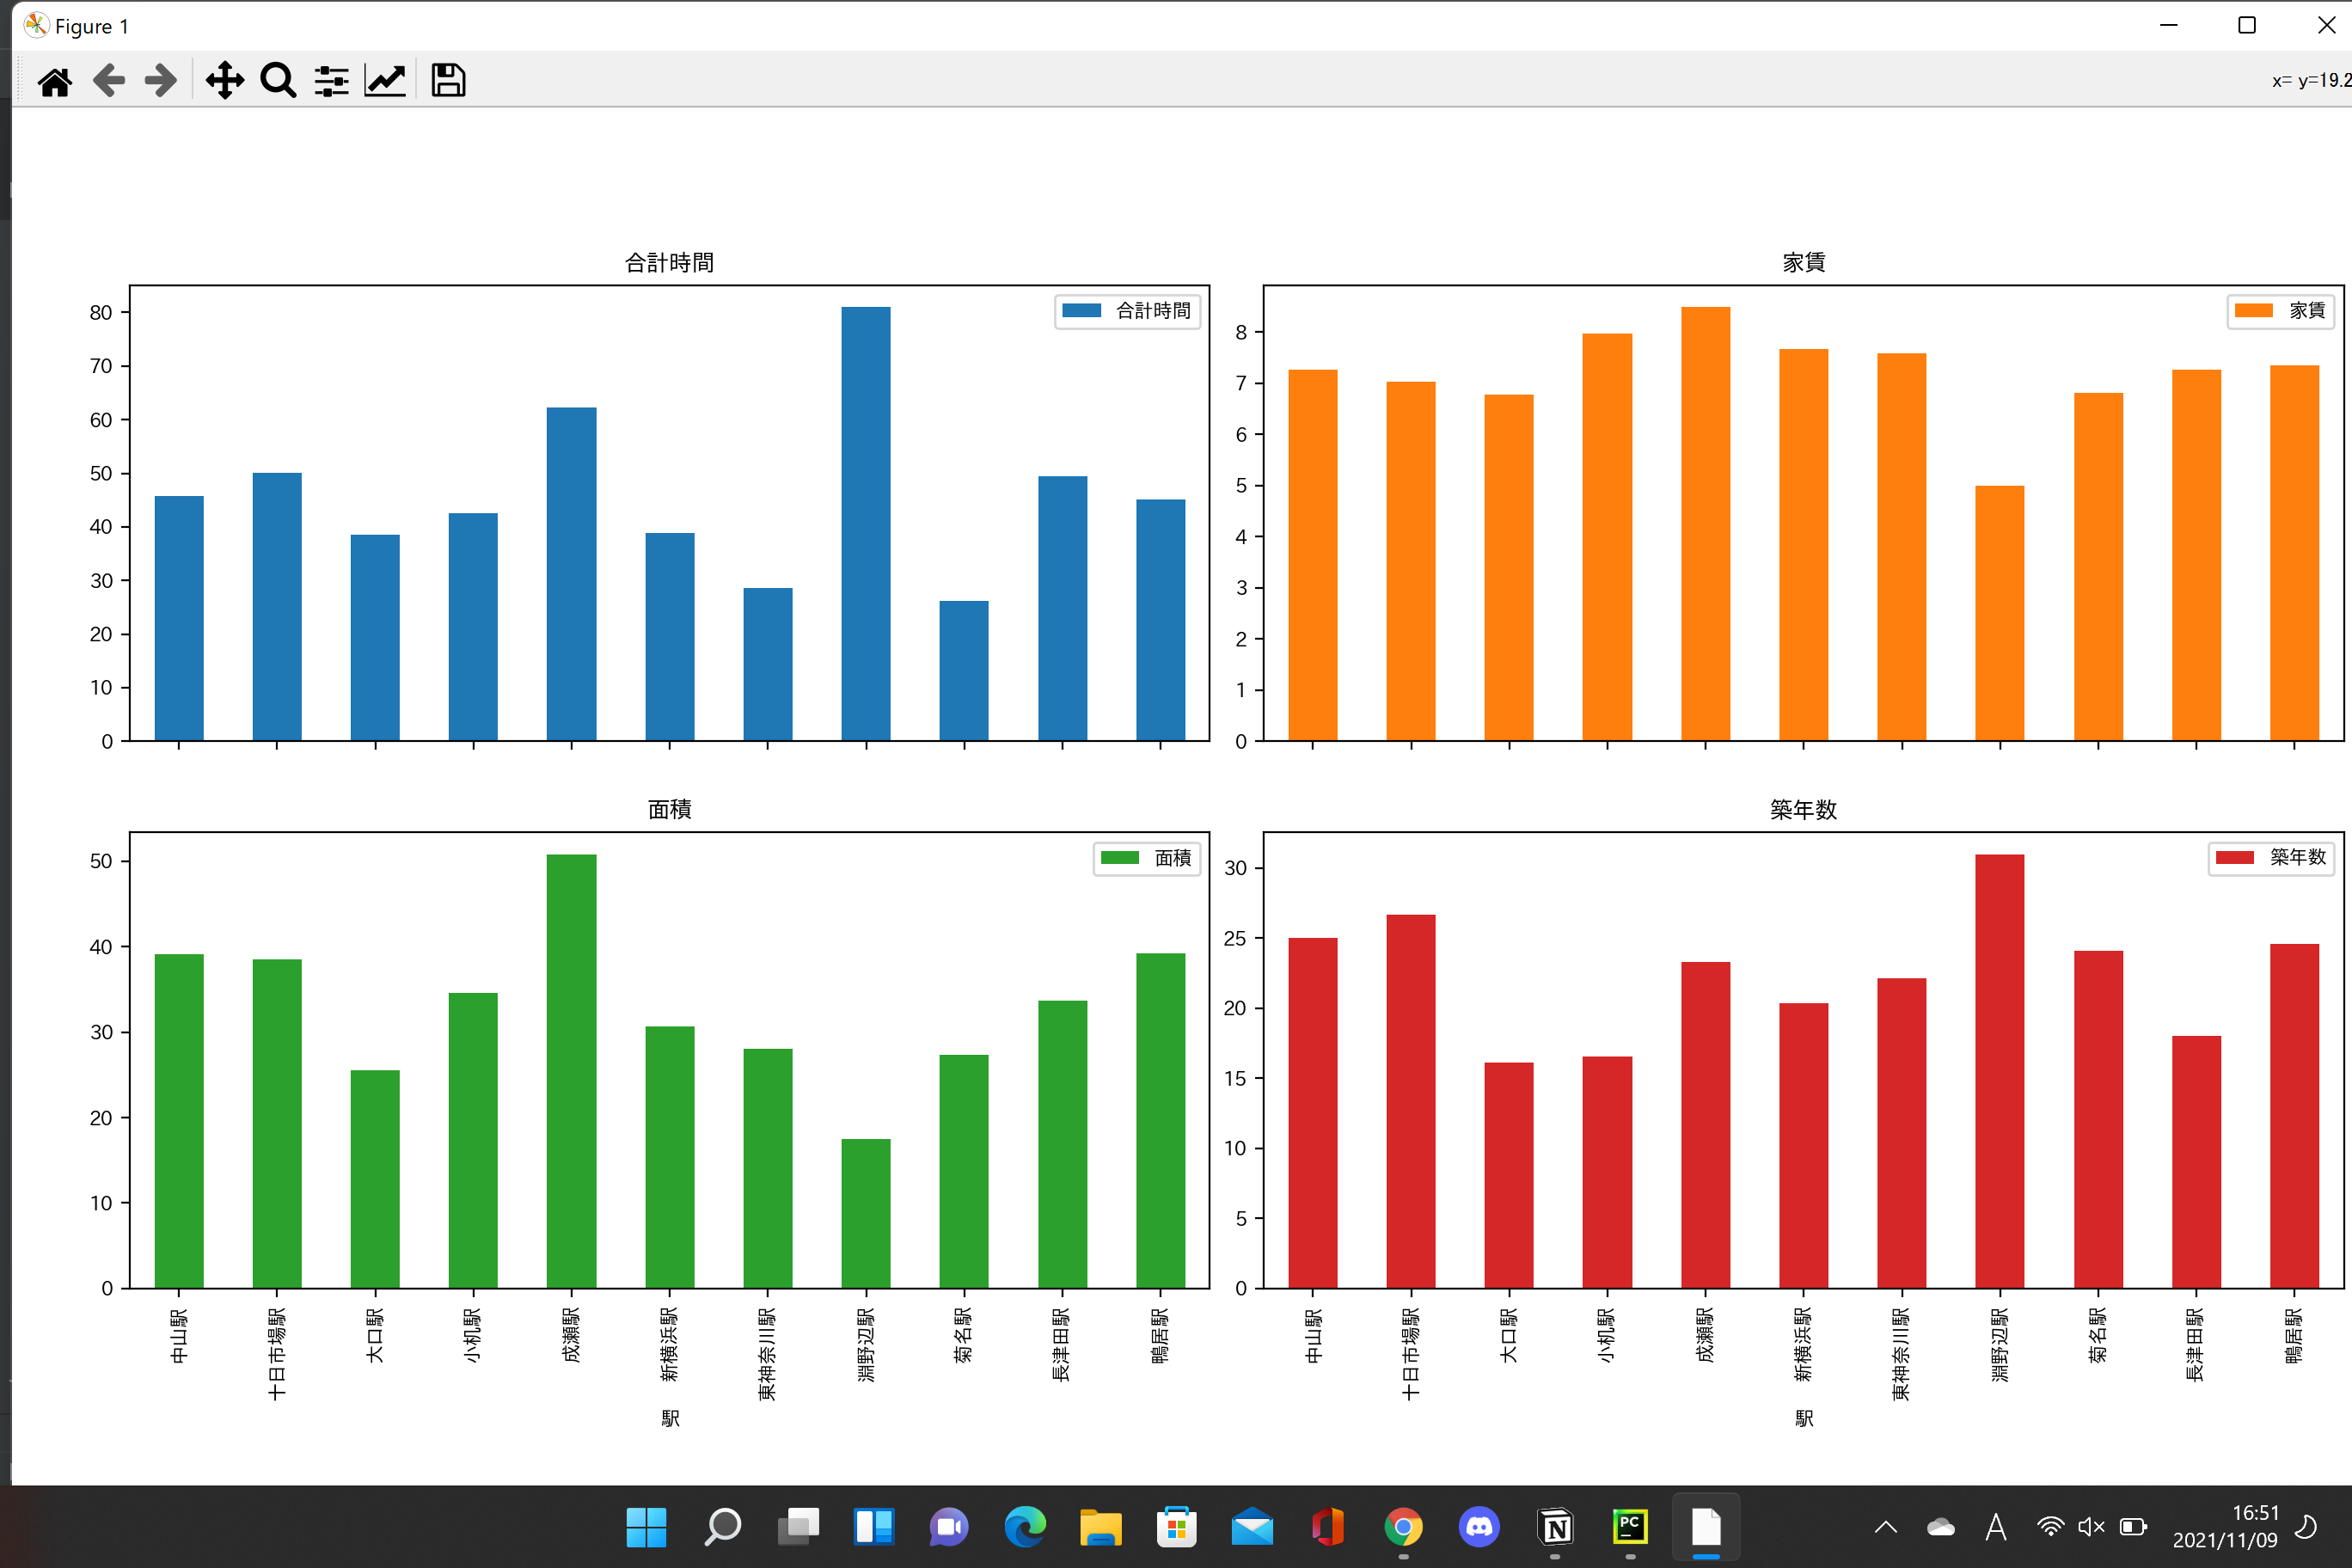 Figure 1
x= y=19.2
合計時間
80
70
60
50
40
30
20
10
0
合計時間
家賃
8
7
6
5
4
3
2
1
0
家賃
面積
50
40
30
20
10
0
面積
中山駅
十日市場駅
大口駅
小机駅
成瀬駅
新横浜駅
東神奈川駅
淵野辺駅
菊名駅
長津田駅
鴨居駅
駅
築年数
30
25
20
15
10
5
0
築年数
中山駅
十日市場駅
大口駅
小机駅
成瀬駅
新横浜駅
東神奈川駅
淵野辺駅
菊名駅
長津田駅
鴨居駅
駅
N
PC
A
16:51
2021/11/09